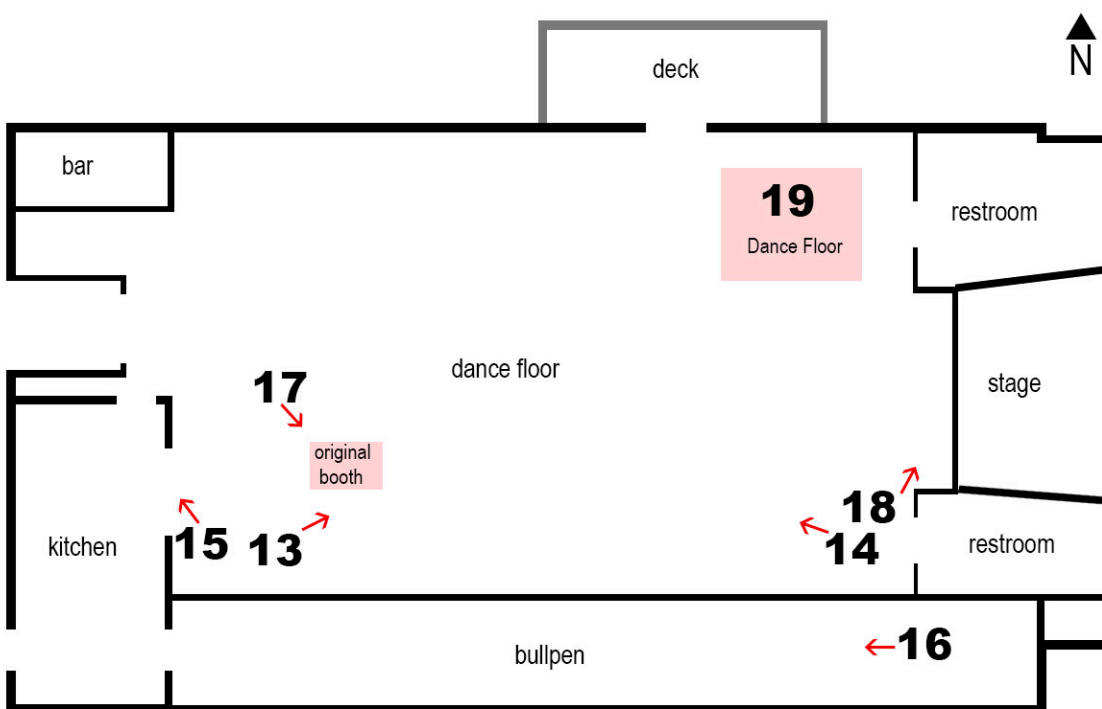 deck
N
bar
19
restroom
Dance Floor
dance floor
17
stage
original
booth
18
15
13
14
kitchen
restroom
bullpen
16